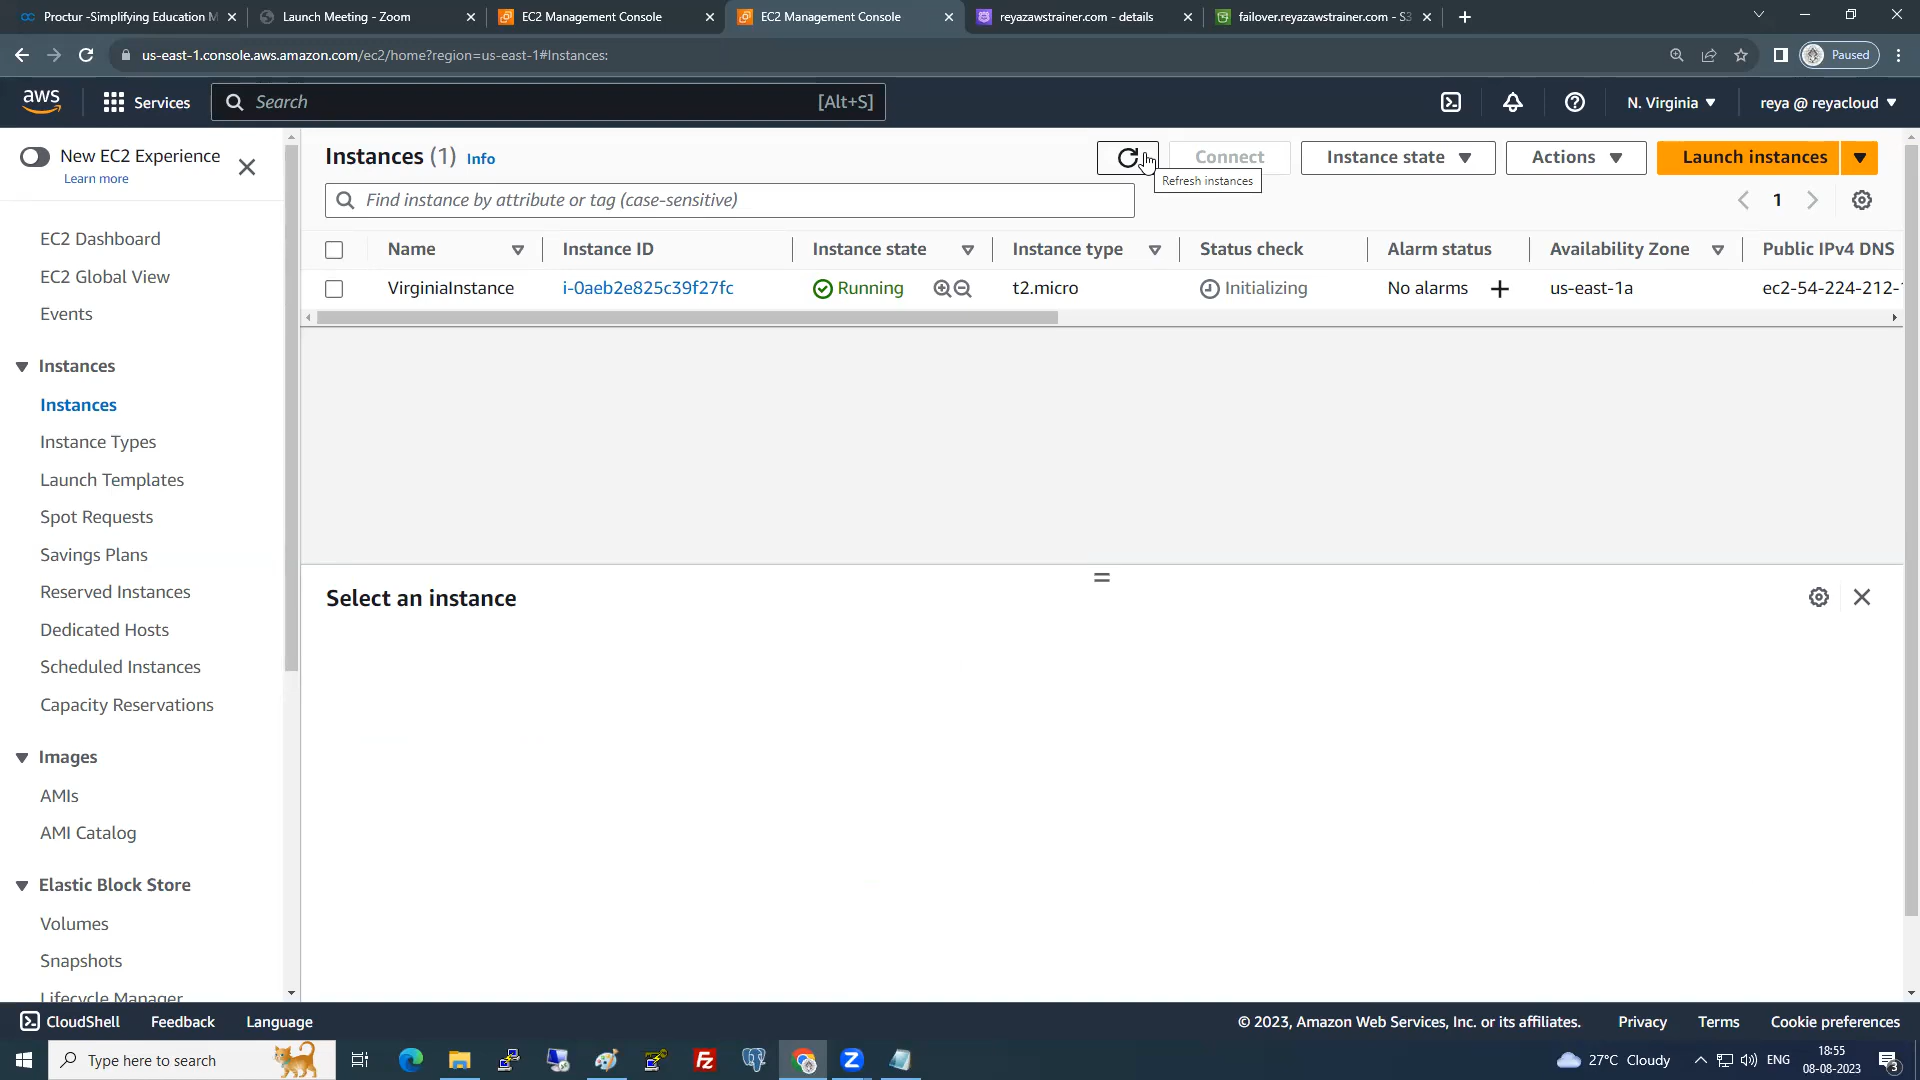 Proctur -Simplifying Education M
Launch Meeting - Zoom
EC2 Management Console
EC2 Management Console
reyazawstrainer.com - details
failover.reyazawstrainer.com - S3
us-east-1.console.aws.amazon.com/ec2/home?region=us-east-1#Instances:
Paused
aws
Services
Search
[Alt+S]
N. Virginia
reya @ reyacloud
New EC2 Experience
Learn more
EC2 Dashboard
EC2 Global View
Events
Instances
Instances
Instance Types
Launch Templates
Spot Requests
Savings Plans
Reserved Instances
Dedicated Hosts
Scheduled Instances
Capacity Reservations
Images
AMIs
AMI Catalog
Elastic Block Store
Volumes
Snapshots
Lifecycle Manager
Instances (1) Info
Connect
Instance state
Actions
Launch instances
Refresh instances
Find instance by attribute or tag (case-sensitive)
1
Name Instance ID Instance state Instance type Status check Alarm status Availability Zone Public IPv4 DNS
VirginiaInstance i-0aeb2e825c39f27fc Running t2.micro Initializing No alarms + us-east-1a ec2-54-224-212-
Select an instance
CloudShell Feedback Language
© 2023, Amazon Web Services, Inc. or its affiliates. Privacy Terms Cookie preferences
Type here to search
27°C Cloudy
ENG
18:55
08-08-2023
3